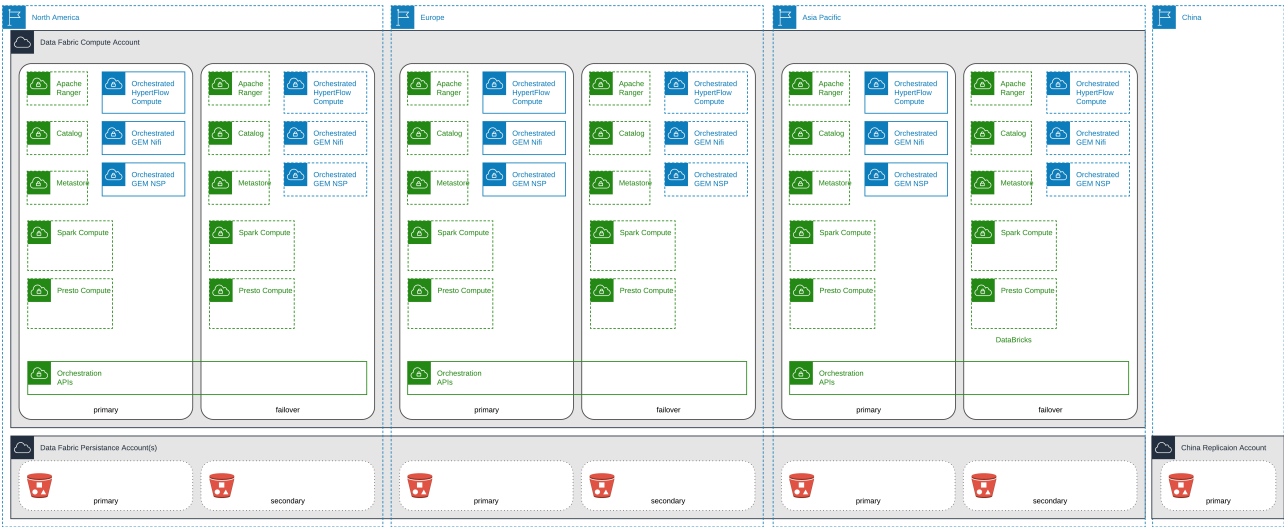 North America
Europe
Asia Pacific
China
Data Fabric Compute Account
Apache
Ranger
Orchestrated
HypertFlow
Compute
Catalog
Orchestrated
GEM Nifi
Metastore
Orchestrated
GEM NSP
Spark Compute
Presto Compute
Apache
Ranger
Orchestrated
HypertFlow
Compute
Catalog
Orchestrated
GEM Nifi
Metastore
Orchestrated
GEM NSP
Spark Compute
Presto Compute
Orchestration
APIs
primary
failover
Apache
Ranger
Orchestrated
HypertFlow
Compute
Catalog
Orchestrated
GEM Nifi
Metastore
Orchestrated
GEM NSP
Spark Compute
Presto Compute
Apache
Ranger
Orchestrated
HypertFlow
Compute
Catalog
Orchestrated
GEM Nifi
Metastore
Orchestrated
GEM NSP
Spark Compute
Presto Compute
Orchestration
APIs
primary
failover
Apache
Ranger
Orchestrated
HypertFlow
Compute
Catalog
Orchestrated
GEM Nifi
Metastore
Orchestrated
GEM NSP
Spark Compute
Presto Compute
Apache
Ranger
Orchestrated
HypertFlow
Compute
Catalog
Orchestrated
GEM Nifi
Metastore
Orchestrated
GEM NSP
Spark Compute
Presto Compute
DataBricks
Orchestration
APIs
primary
failover
Data Fabric Persistance Account(s)
primary
secondary
primary
secondary
primary
secondary
China Replicaion Account
primary